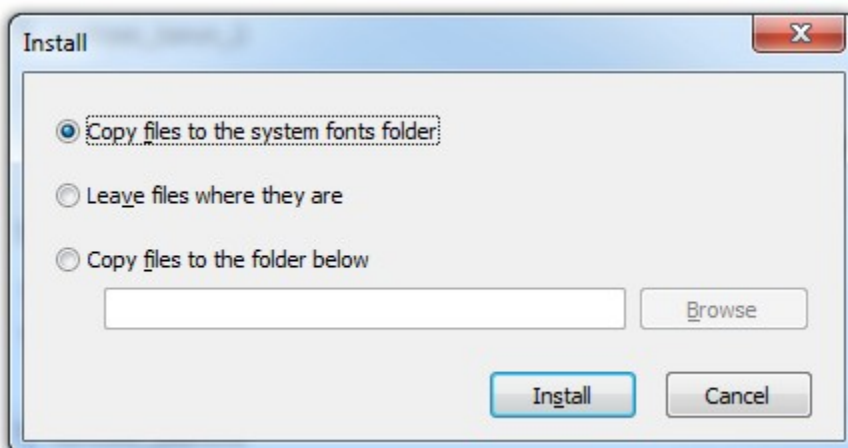 Install
Copy files to the system fonts folder
Leave files where they are
Copy files to the folder below
Browse
Install
Cancel